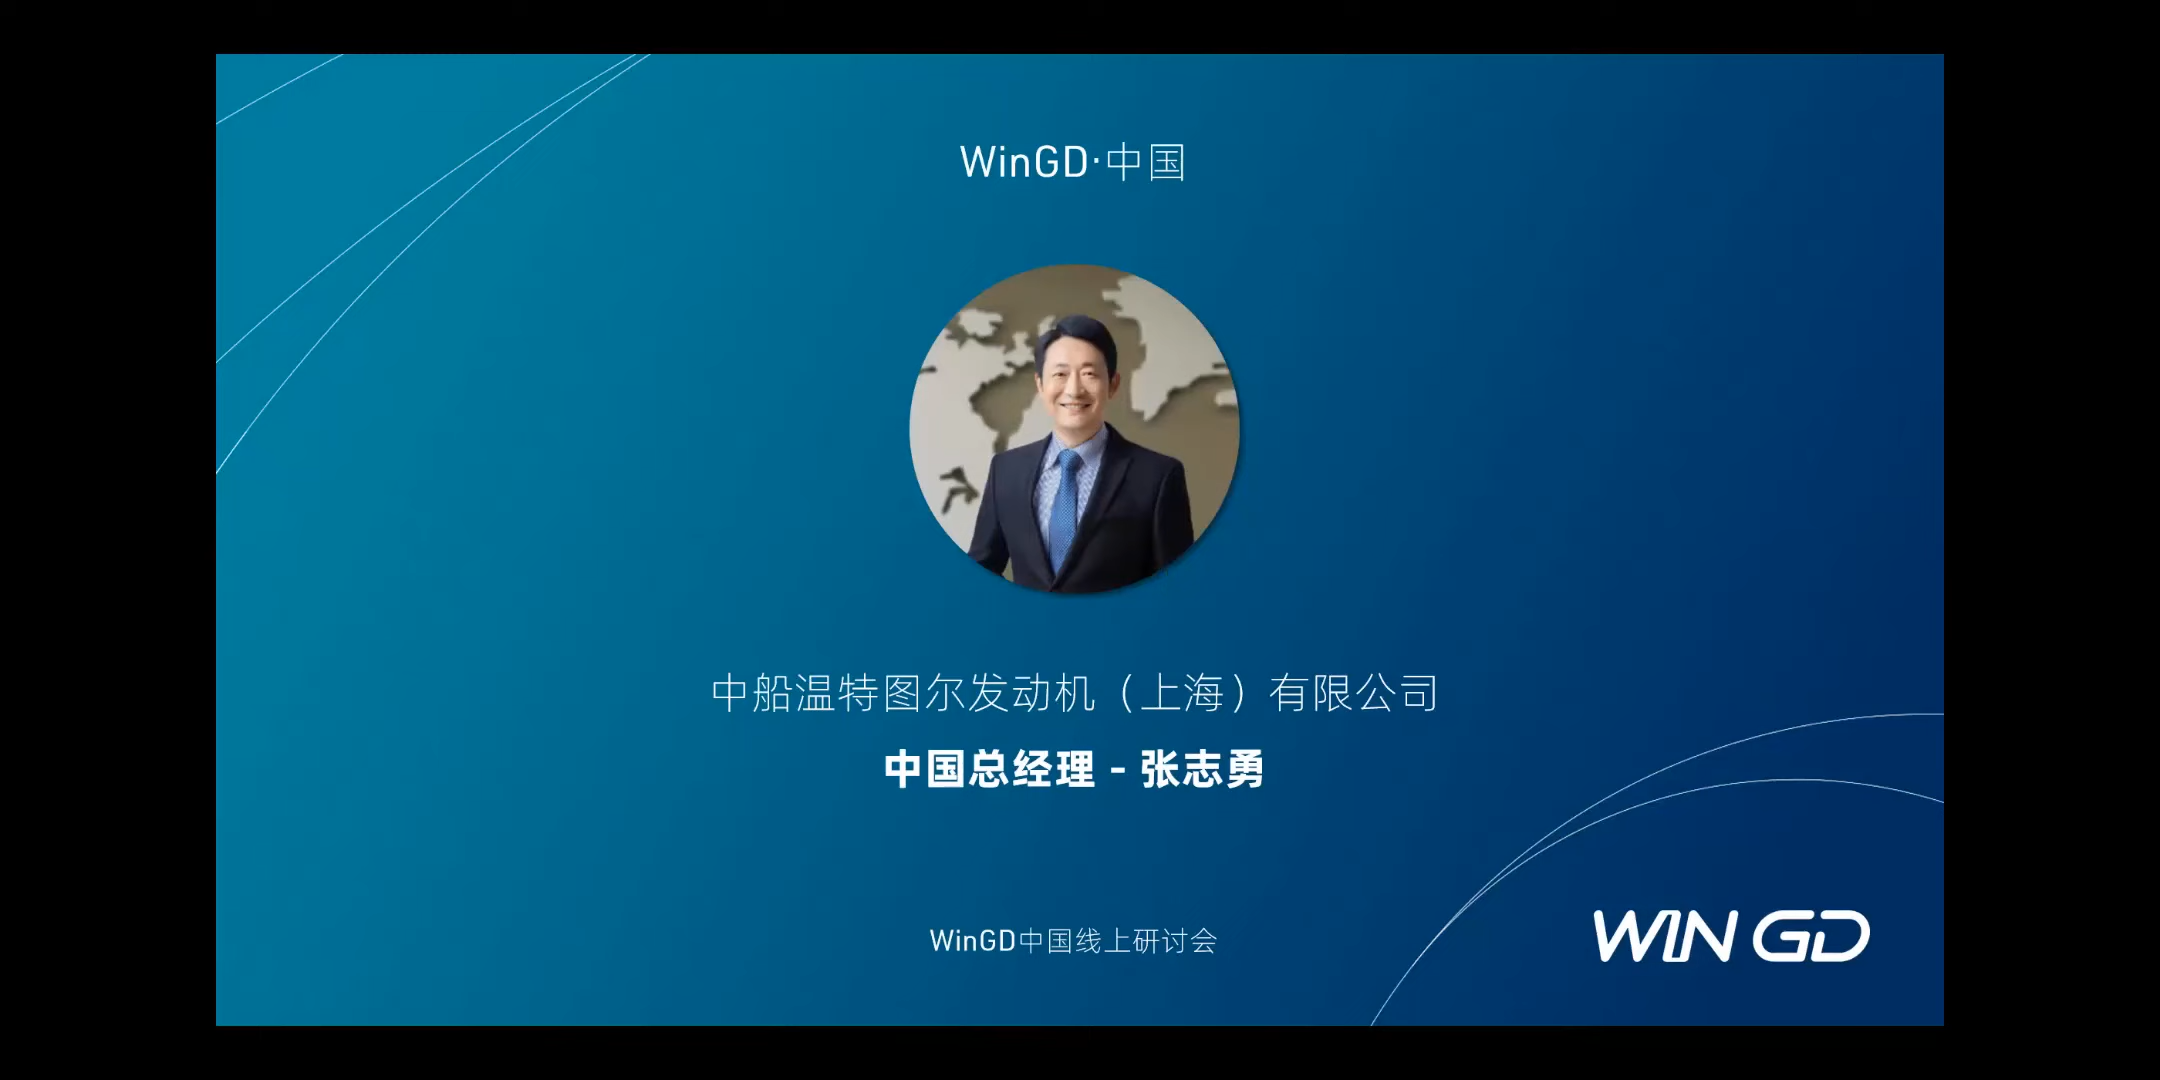 WinGD·中国
中船温特图尔发动机（上海）有限公司
中国总经理 - 张志勇
WinGD中国线上研讨会
WIN GD